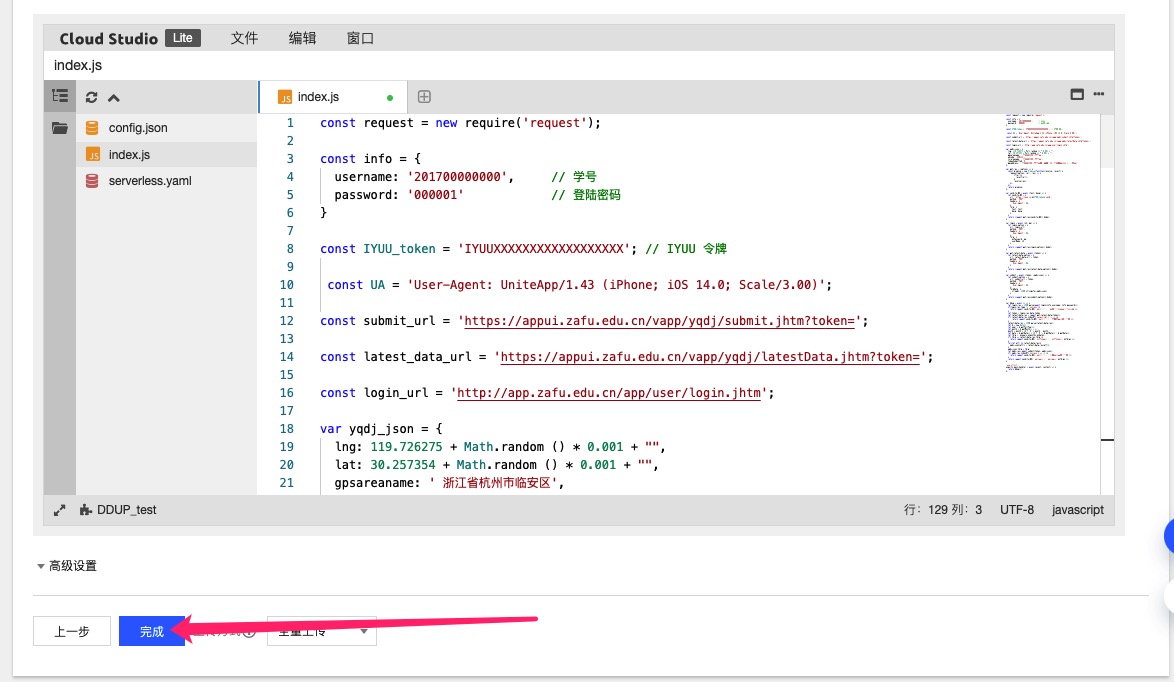 Cloud Studio Lite 文件 编辑 窗口
index.js
index.js
config.json
index.js
serverless.yaml
1 const request = new require('request');
2
3 const info = {
4 username: '201700000000', // 学号
5 password: '000001' // 登陆密码
6 }
7
8 const IYUU_token = 'IYUUXXXXXXXXXXXXXXXXXX'; // IYUU 令牌
9
10 const UA = 'User-Agent: UniteApp/1.43 (iPhone; iOS 14.0; Scale/3.00)';
11
12 const submit_url = 'https://appui.zafu.edu.cn/vapp/yqdj/submit.jhtm?token=';
13
14 const latest_data_url = 'https://appui.zafu.edu.cn/vapp/yqdj/latestData.jhtm?token=';
15
16 const login_url = 'http://app.zafu.edu.cn/app/user/login.jhtm';
17
18 var yqdj_json = {
19 lng: 119.726275 + Math.random () * 0.001 + "",
20 lat: 30.257354 + Math.random () * 0.001 + "",
21 gpsareaname: ' 浙江省杭州市临安区',
DDUP_test 行: 129 列: 3 UTF-8 javascript
高级设置
上一步 完成 上传方式 全量上传